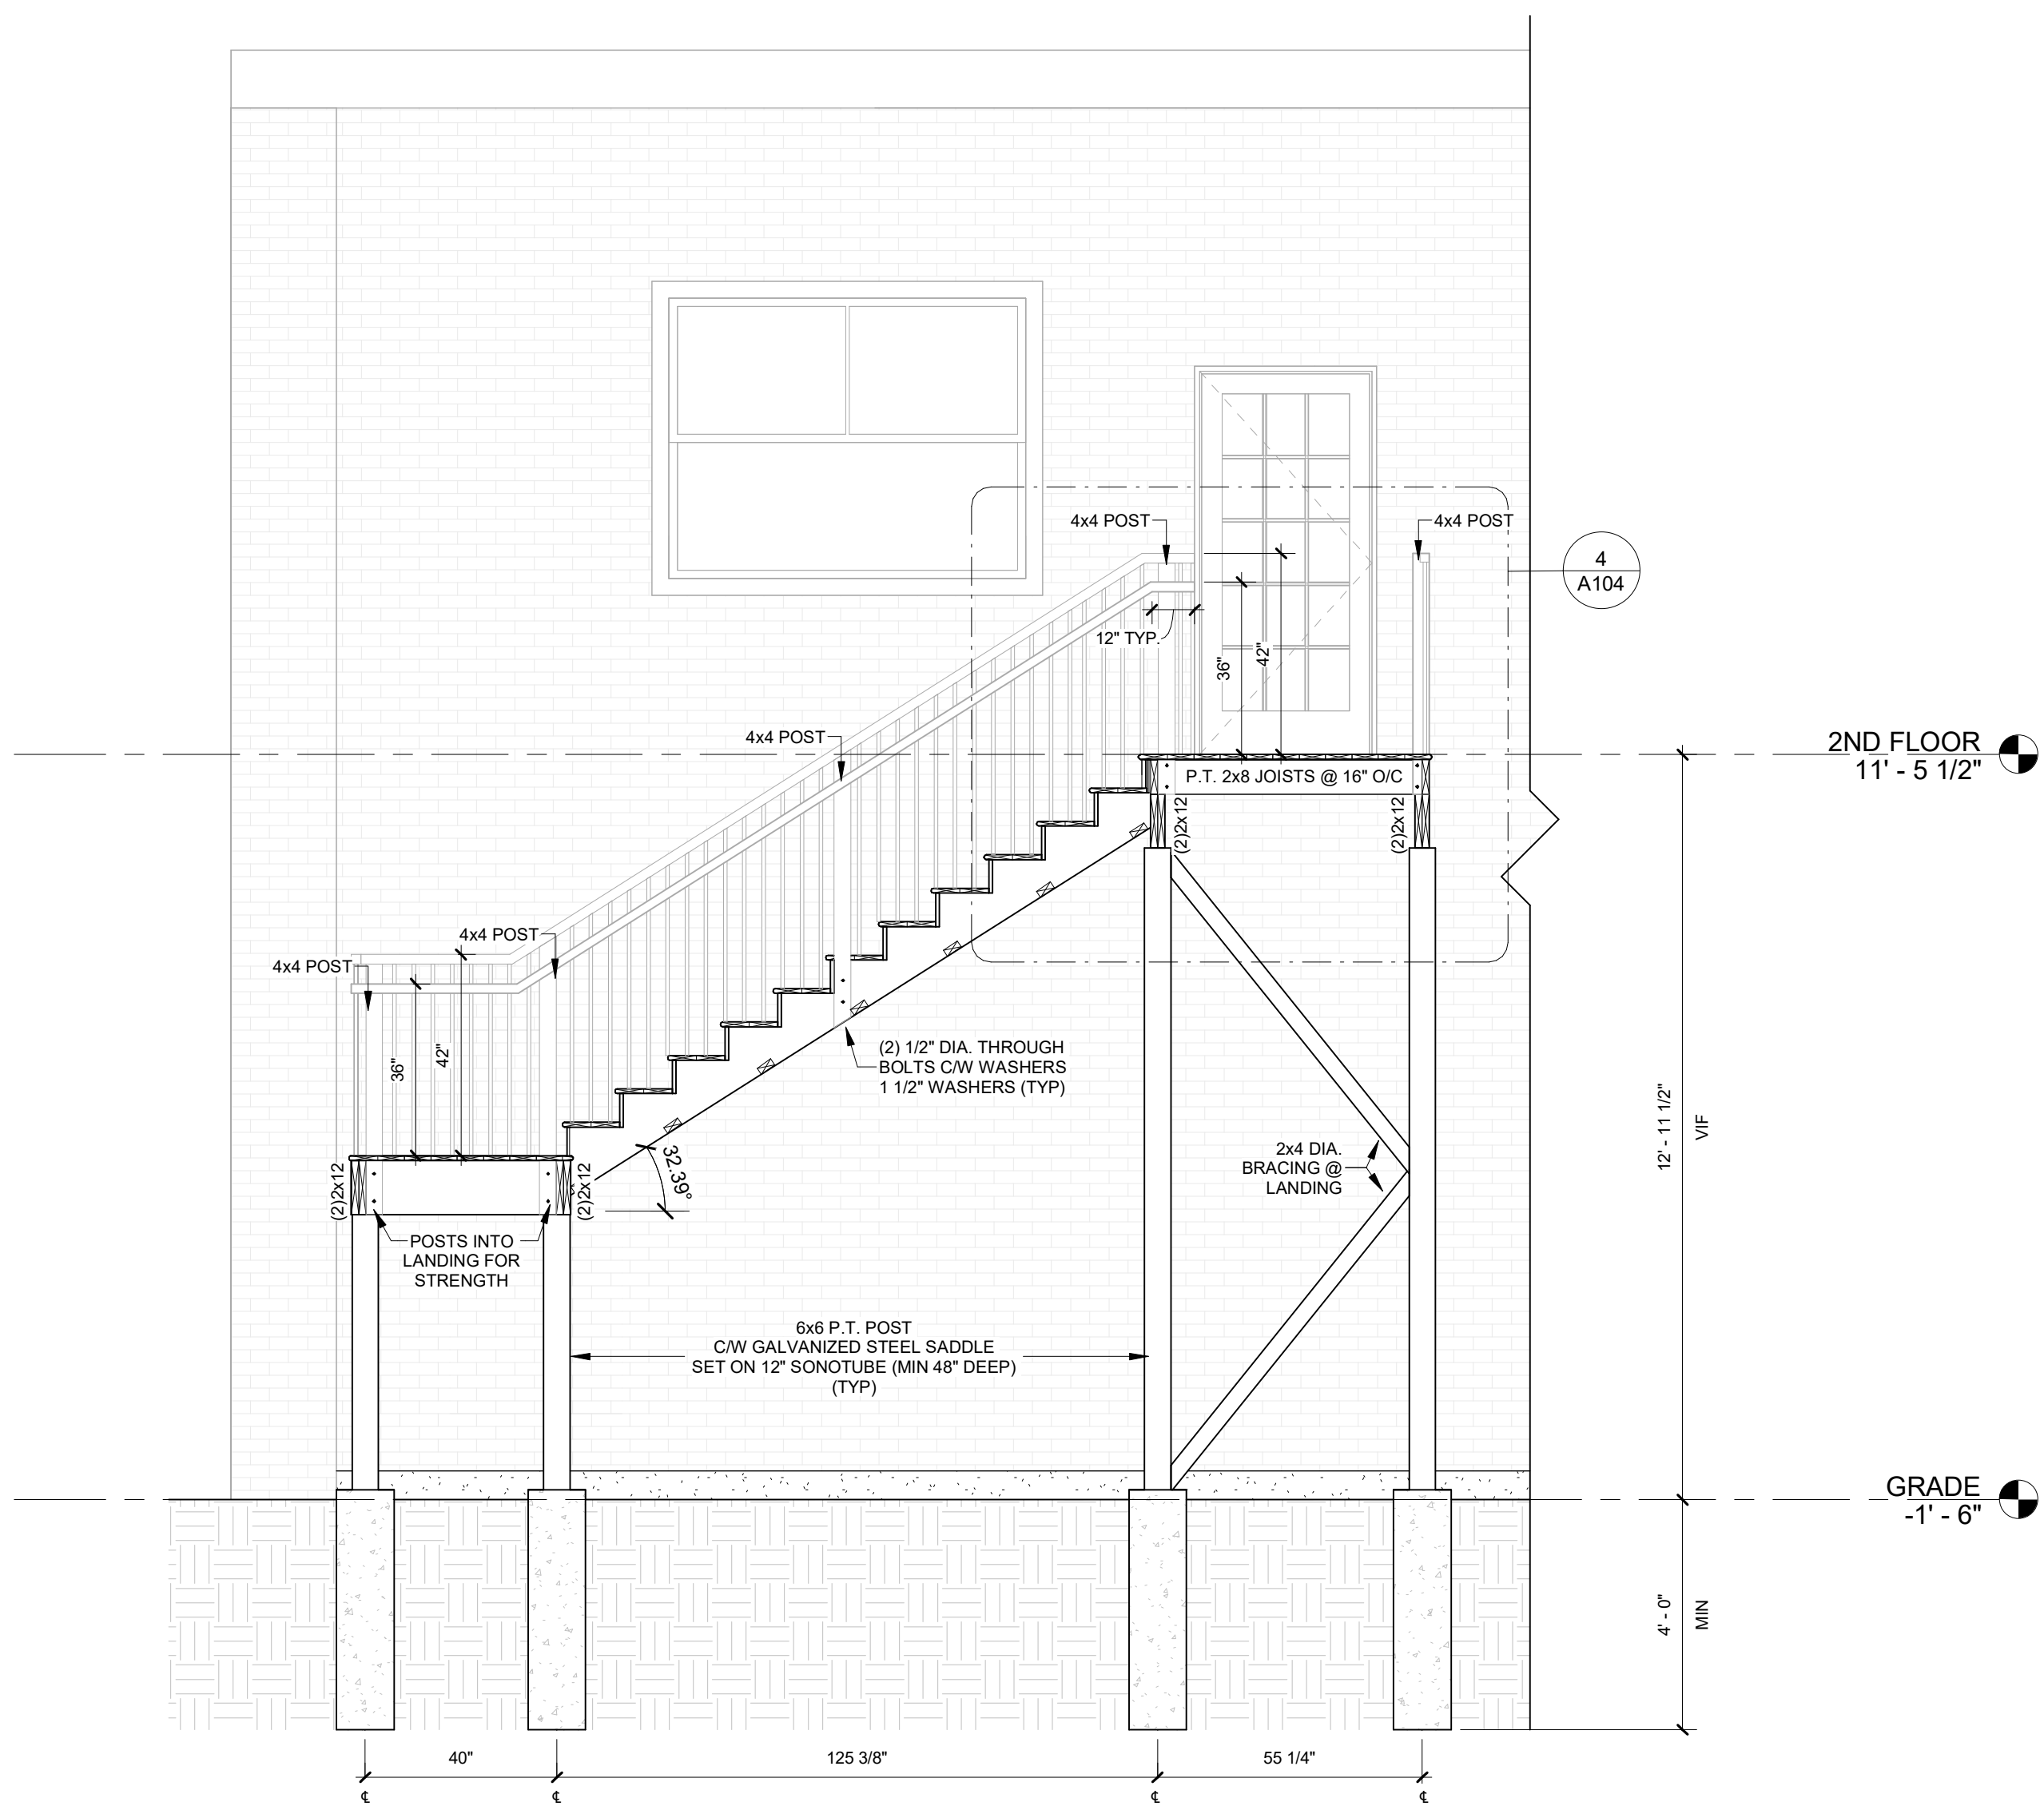 4x4 POST
4x4 POST
4
A104
12" TYP.
36"
42"
4x4 POST
2ND FLOOR
11' - 5 1/2"
P.T. 2x8 JOISTS @ 16" O/C
(2)2x12
(2)2x12
4x4 POST
4x4 POST
36"
42"
(2) 1/2" DIA. THROUGH
BOLTS C/W WASHERS
1 1/2" WASHERS (TYP)
12' - 11 1/2"
VIF
2x4 DIA.
BRACING @
LANDING
32.39°
(2)2x12
(2)2x12
POSTS INTO
LANDING FOR
STRENGTH
6x6 P.T. POST
C/W GALVANIZED STEEL SADDLE
SET ON 12" SONOTUBE (MIN 48" DEEP)
(TYP)
GRADE
-1' - 6"
4' - 0"
MIN
40"
125 3/8"
55 1/4"
℄
℄
℄
℄